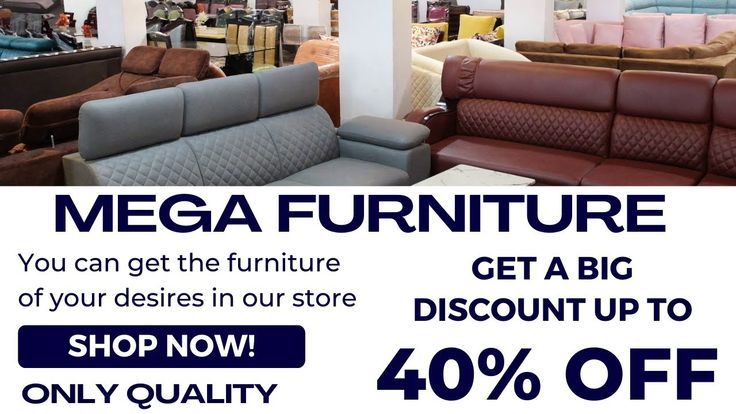 MEGA FURNITURE
You can get the furniture
of your desires in our store
SHOP NOW!
ONLY QUALITY
GET A BIG
DISCOUNT UP TO
40% OFF